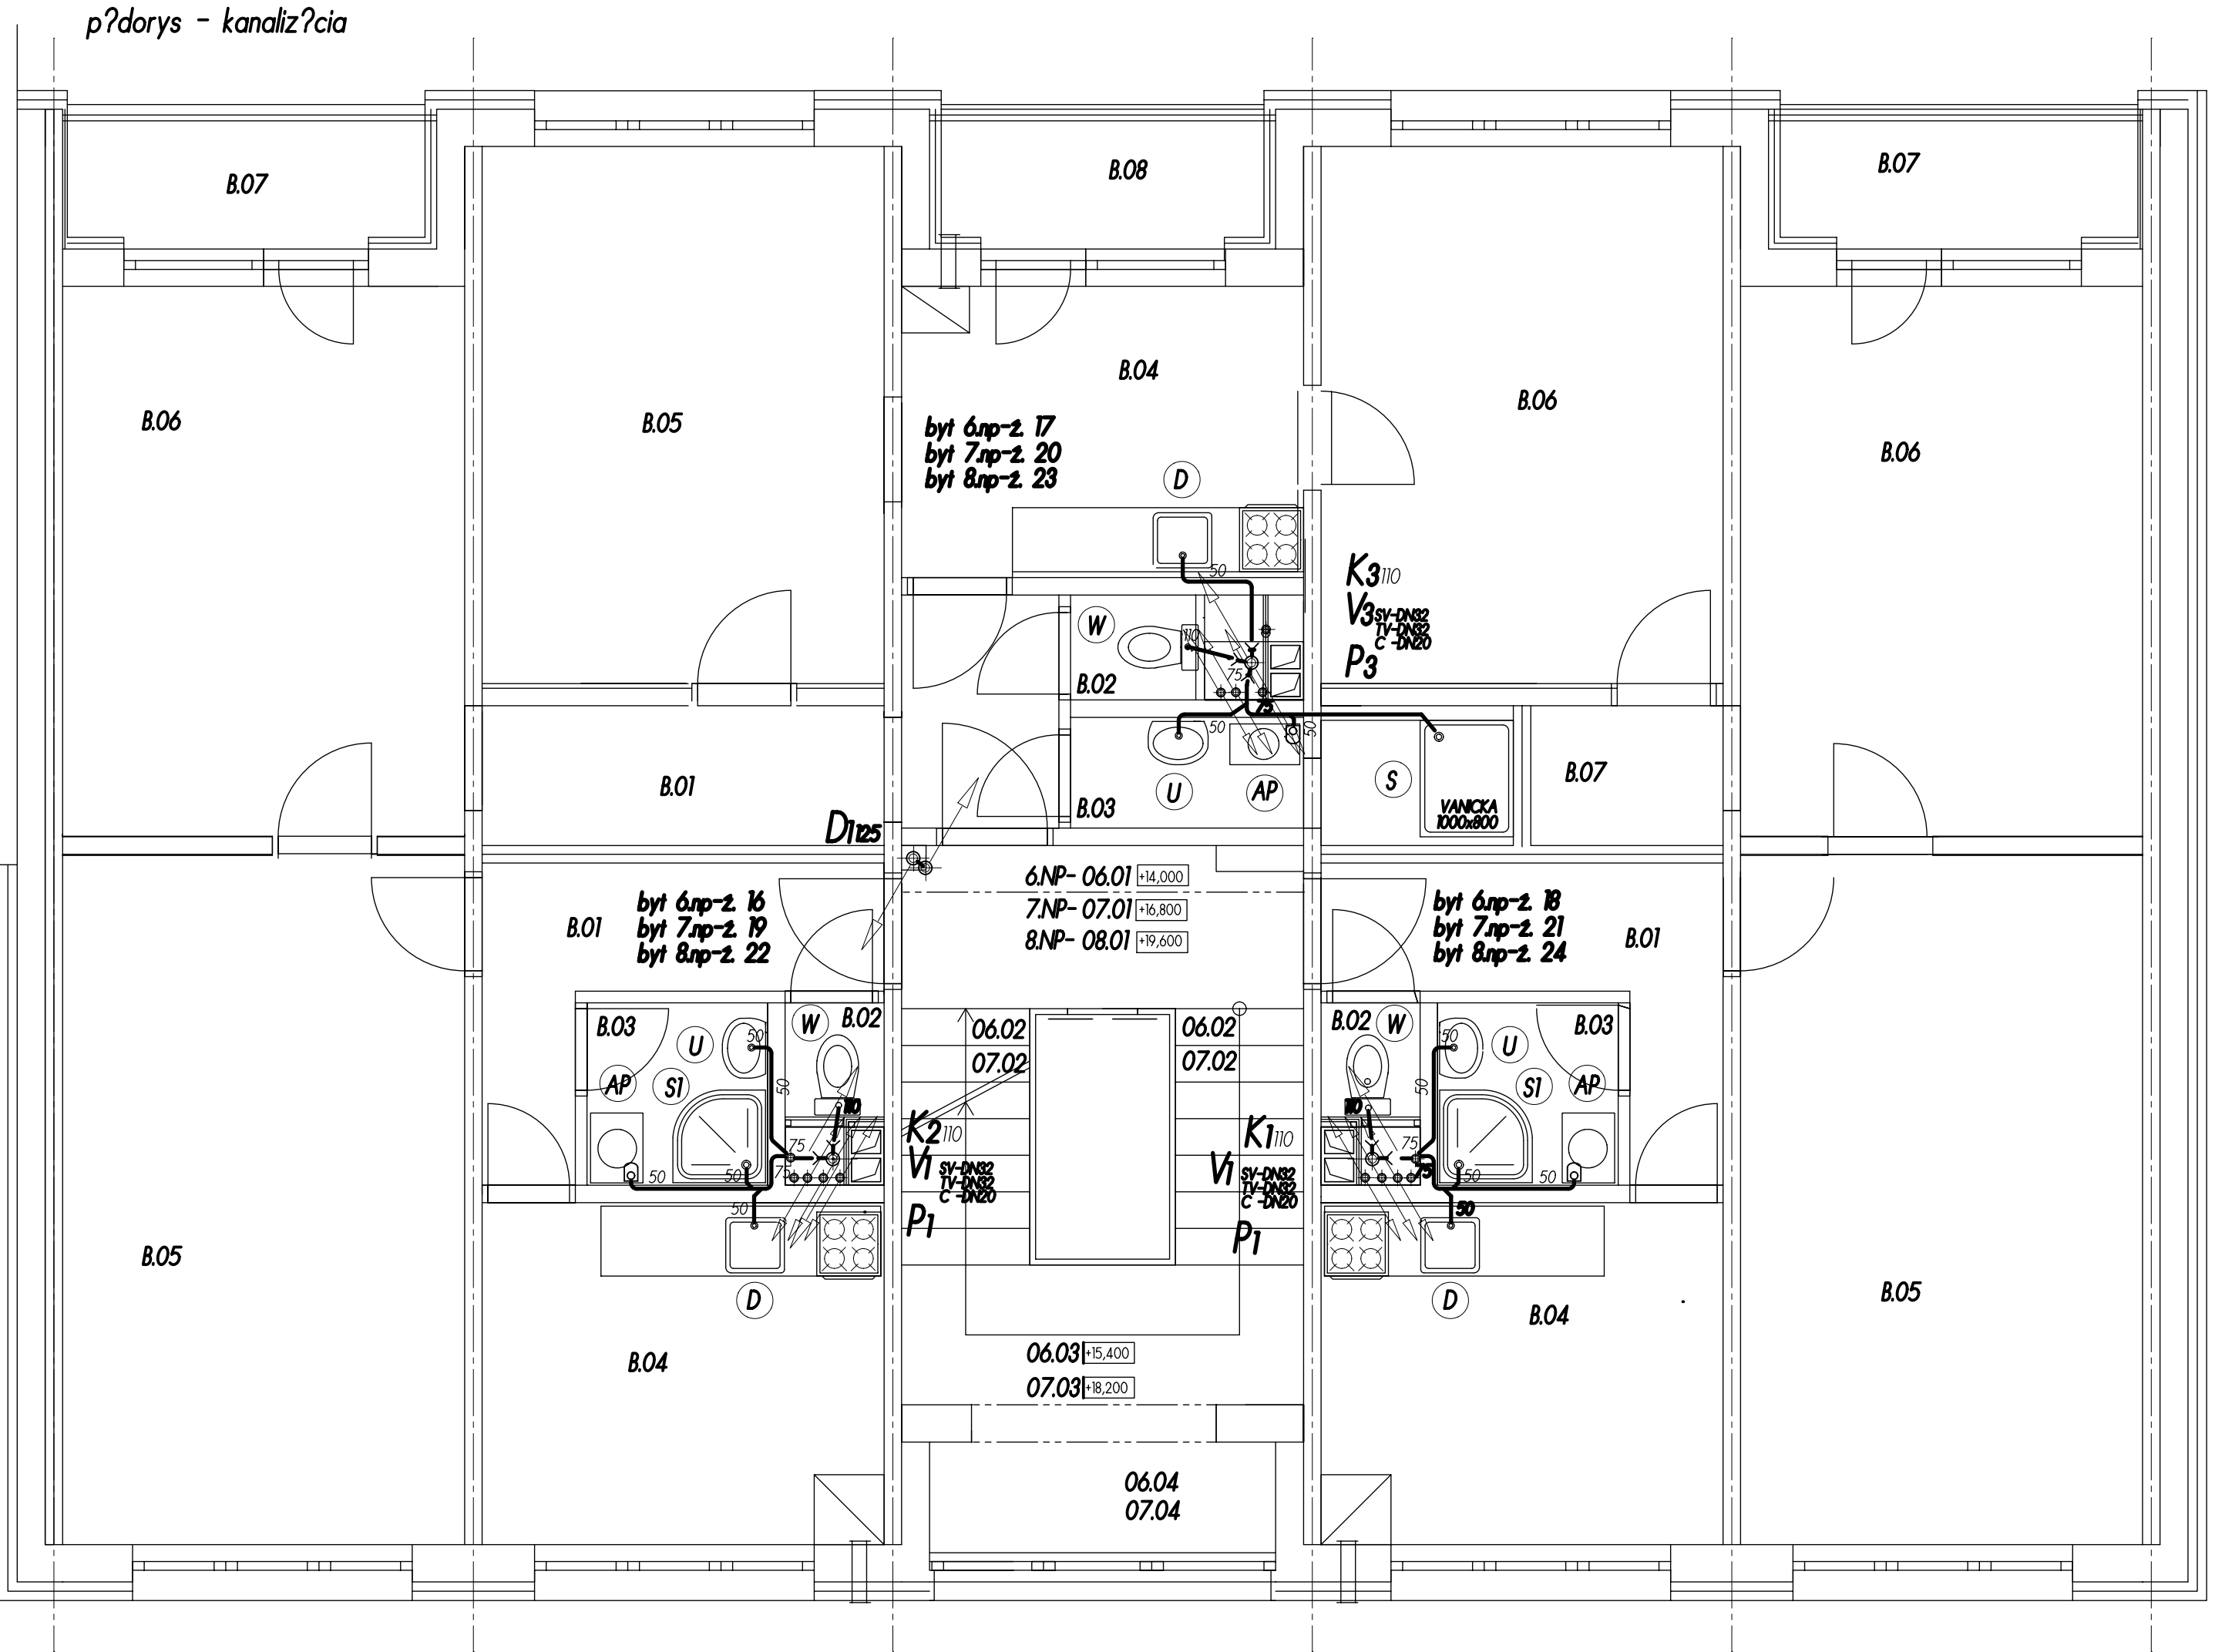 p?dorys - kanaliz?cia
B.07
B.08
B.07
B.04
B.06
B.05
B.06
B.06
byt 6.np-ž. 17
byt 7.np-ž. 20
byt 8.np-ž. 23
D
50
K3 110
V3 SV-DN32
TV-DN32
C -DN20
P3
W
110
75
B.02
75
50
50
B.01
U
AP
S
B.07
B.03
VANICKA
1000x800
D1 125
6.NP- 06.01 +14,000
7.NP- 07.01 +16,800
8.NP- 08.01 +19,600
B.01
byt 6.np-ž. 16
byt 7.np-ž. 19
byt 8.np-ž. 22
byt 6.np-ž. 18
byt 7.np-ž. 21
byt 8.np-ž. 24
B.01
B.03
U
50
W
B.02
06.02
07.02
06.02
07.02
B.02
W
50
U
B.03
AP
S1
50
50
S1
AP
110
110
K2 110
V1 SV-DN32
TV-DN32
C -DN20
P1
K1 110
V1 SV-DN32
TV-DN32
C -DN20
P1
75
50
50
75
50
75
75
50
50
50
B.05
D
D
B.05
B.04
B.04
06.03 +15,400
07.03 +18,200
06.04
07.04